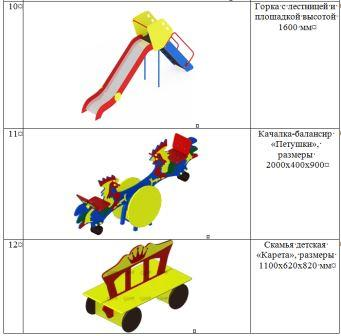 10¤
Горка·с·лестницей·и·
площадкой·высотой·
1600·мм¤
¤
11¤
Качалка-балансир·
«Петушки»,·
размеры·
2000х400х900¤
¤
12¤
Скамья·детская·
«Карета»,·размеры·
1100х620х820·мм¤
¤